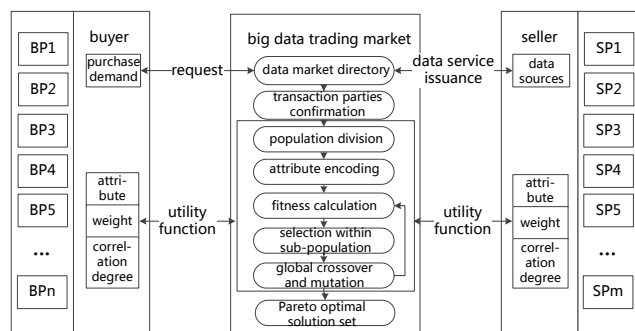 buyer
BP1
BP2
BP3
BP4
BP5
...
BPn
purchase
demand
attri-
bute
weight
correl-
ation
degree
request
utility
function
big data trading market
data market directory
transaction parties
confirmation
population division
attribute encoding
fitness calculation
selection within
sub-population
global crossover
and mutation
Pareto optimal
solution set
data service
issuance
utility
function
seller
data
sources
attri-
bute
weight
correl-
ation
degree
SP1
SP2
SP3
SP4
SP5
...
SPm